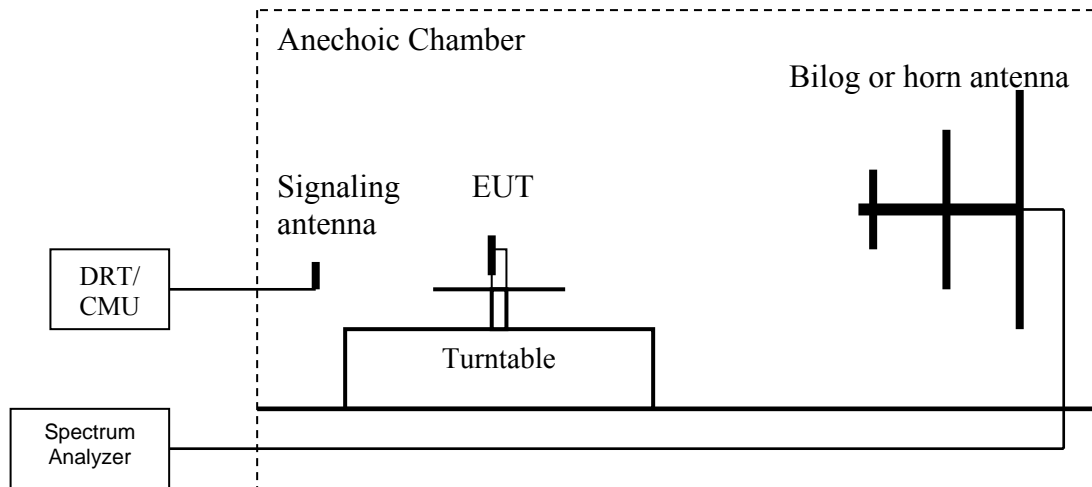 Anechoic Chamber
Bilog or horn antenna
Signaling
antenna
EUT
DRT/
CMU
Turntable
Spectrum
Analyzer